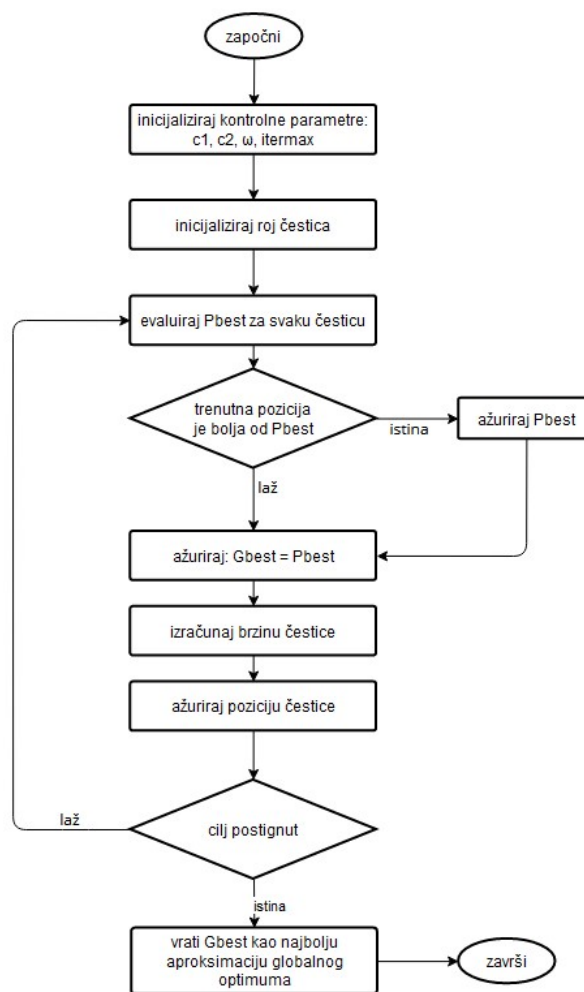 započni
inicijaliziraj kontrolne parametre:
c1, c2, ω, itermax
inicijaliziraj roj čestica
evaluiraj Pbest za svaku česticu
trenutna pozicija
je bolja od Pbest
istina
ažuriraj Pbest
laž
ažuriraj: Gbest = Pbest
izračunaj brzinu čestice
ažuriraj poziciju čestice
cilj postignut
laž
istina
vrati Gbest kao najbolju
aproksimaciju globalnog
optimuma
završi